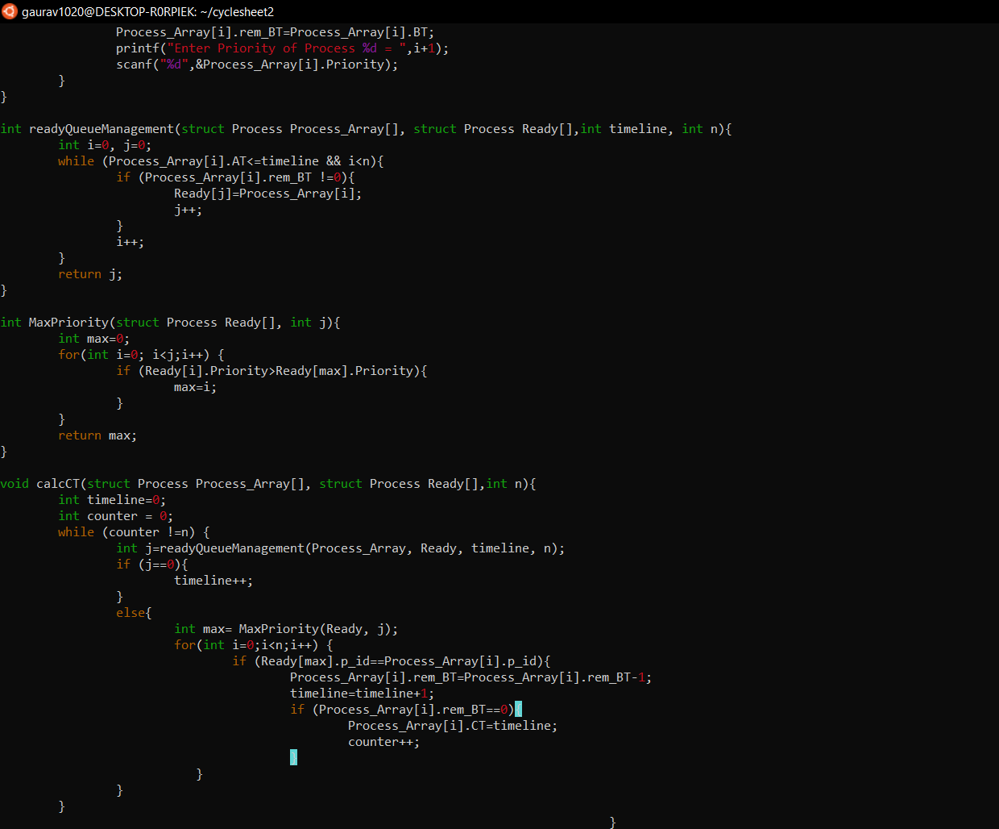 gaurav1020@DESKTOP-R0RPIEK: ~/cyclesheet2
                Process_Array[i].rem_BT=Process_Array[i].BT;
                printf("Enter Priority of Process %d = ",i+1);
                scanf("%d",&Process_Array[i].Priority);
        }
}

int readyQueueManagement(struct Process Process_Array[], struct Process Ready[],int timeline, int n){
        int i=0, j=0;
        while (Process_Array[i].AT<=timeline && i<n){
                if (Process_Array[i].rem_BT !=0){
                        Ready[j]=Process_Array[i];
                        j++;
                }
                i++;
        }
        return j;
}

int MaxPriority(struct Process Ready[], int j){
        int max=0;
        for(int i=0; i<j;i++) {
                if (Ready[i].Priority>Ready[max].Priority){
                        max=i;
                }
        }
        return max;
}

void calcCT(struct Process Process_Array[], struct Process Ready[],int n){
        int timeline=0;
        int counter = 0;
        while (counter !=n) {
                int j=readyQueueManagement(Process_Array, Ready, timeline, n);
                if (j==0){
                        timeline++;
                }
                else{
                        int max= MaxPriority(Ready, j);
                        for(int i=0;i<n;i++) {
                                if (Ready[max].p_id==Process_Array[i].p_id){
                                        Process_Array[i].rem_BT=Process_Array[i].rem_BT-1;
                                        timeline=timeline+1;
                                        if (Process_Array[i].rem_BT==0){
                                                Process_Array[i].CT=timeline;
                                                counter++;
                                        }
                           }
                }
        }
                                                                                    }